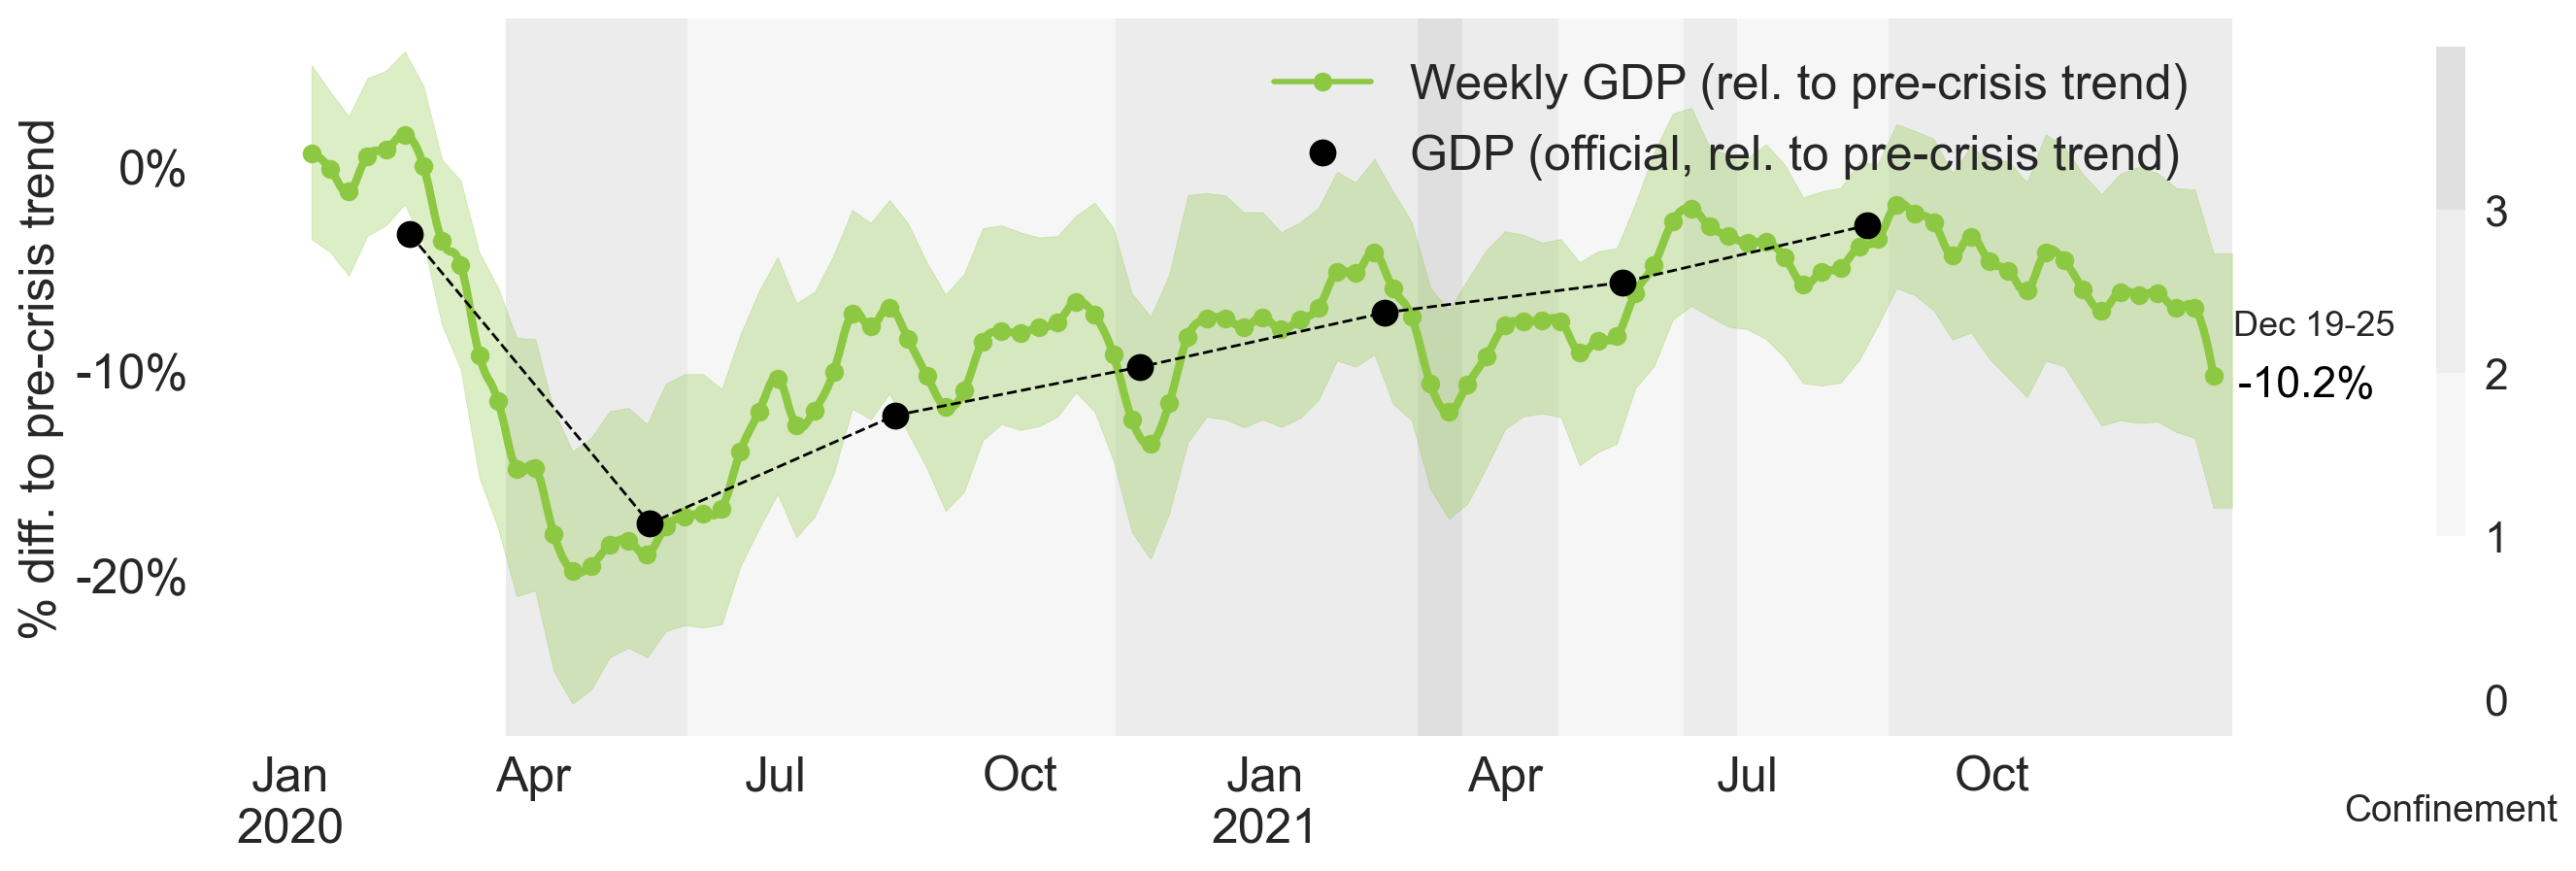 Weekly GDP (rel. to pre-crisis trend)
GDP (official, rel. to pre-crisis trend)
% diff. to pre-crisis trend
0%
-10%
-20%
Dec 19-25
-10.2%
3
2
1
0
Jan
2020
Apr
Jul
Oct
Jan
2021
Apr
Jul
Oct
Confinement